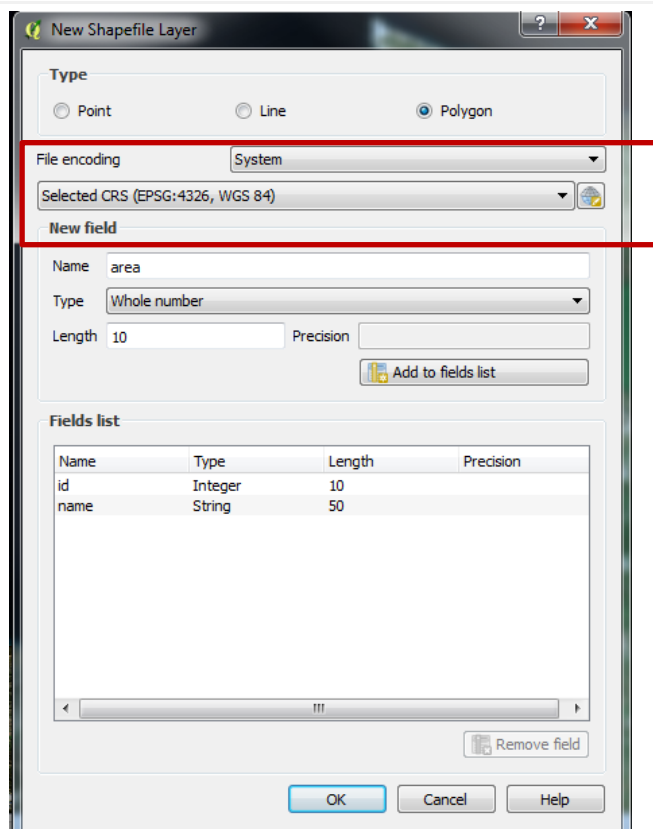 New Shapefile Layer
Type
Point Line Polygon
File encoding System
Selected CRS (EPSG:4326, WGS 84)
New field
Name area
Type Whole number
Length 10 Precision
Add to fields list
Fields list
Name Type Length Precision
id Integer 10
name String 50
Remove field
OK Cancel Help